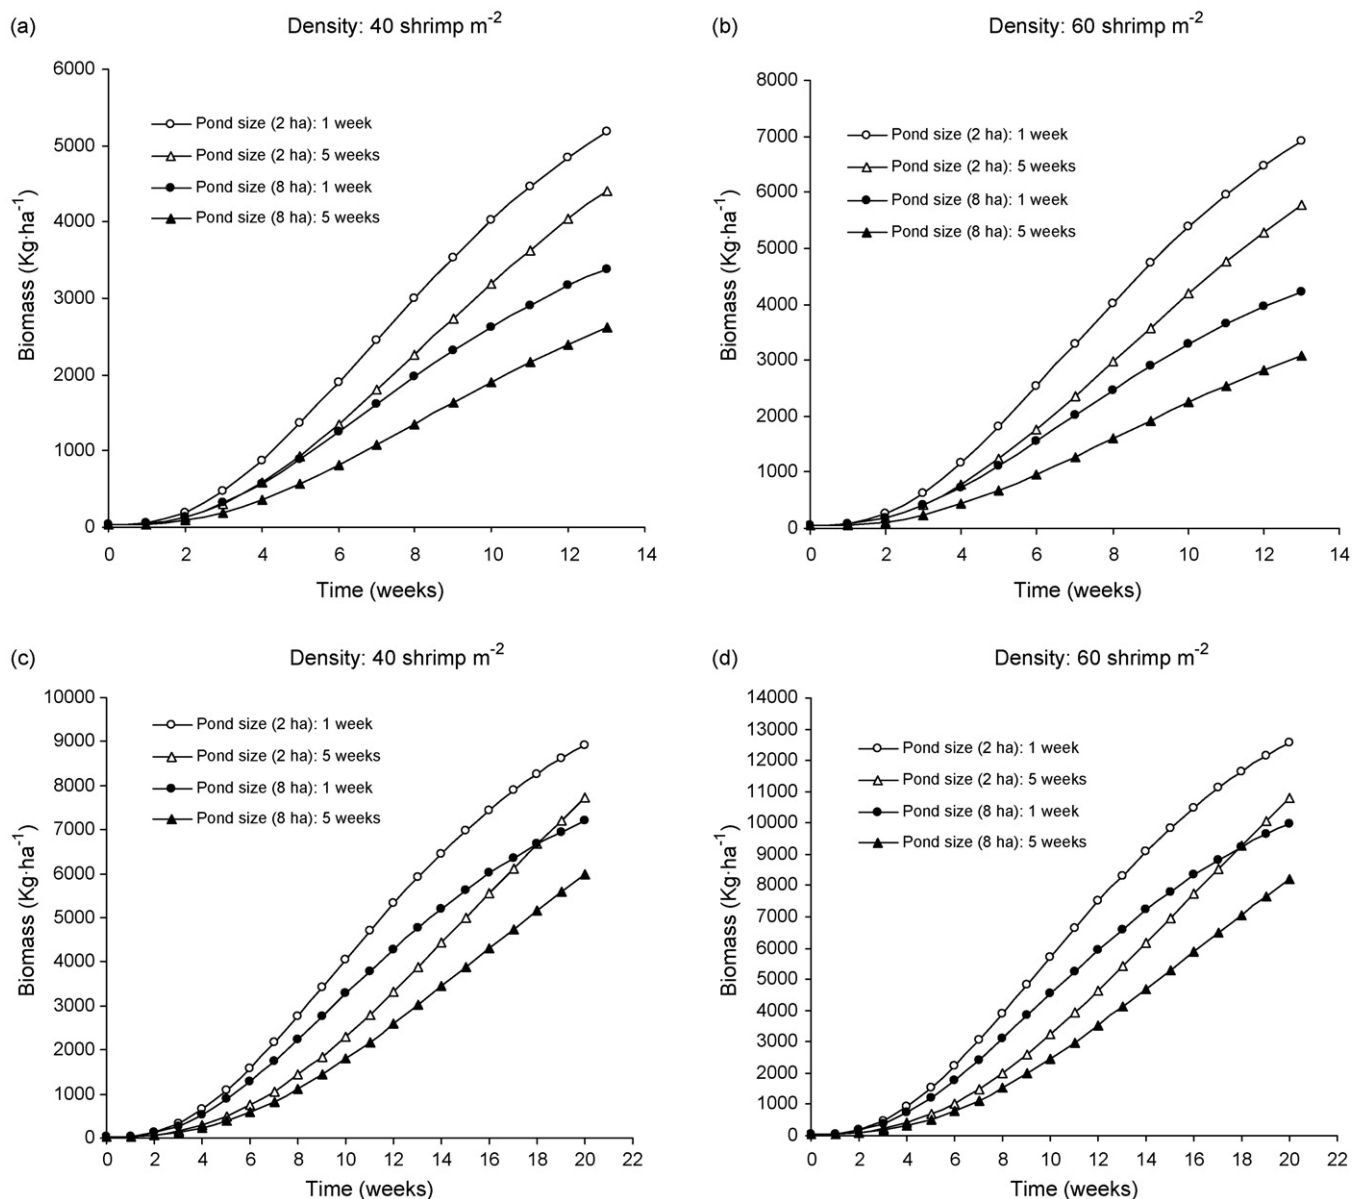 (a)
Density: 40 shrimp m-2
6000
5000
4000
3000
2000
1000
0
Biomass (Kg·ha-1)
Pond size (2 ha): 1 week
Pond size (2 ha): 5 weeks
Pond size (8 ha): 1 week
Pond size (8 ha): 5 weeks
0 2 4 6 8 10 12 14
Time (weeks)
(b)
Density: 60 shrimp m-2
8000
7000
6000
5000
4000
3000
2000
1000
0
Biomass (Kg·ha-1)
Pond size (2 ha): 1 week
Pond size (2 ha): 5 weeks
Pond size (8 ha): 1 week
Pond size (8 ha): 5 weeks
0 2 4 6 8 10 12 14
Time (weeks)
(c)
Density: 40 shrimp m-2
10000
9000
8000
7000
6000
5000
4000
3000
2000
1000
0
Biomass (Kg·ha-1)
Pond size (2 ha): 1 week
Pond size (2 ha): 5 weeks
Pond size (8 ha): 1 week
Pond size (8 ha): 5 weeks
0 2 4 6 8 10 12 14 16 18 20 22
Time (weeks)
(d)
Density: 60 shrimp m-2
14000
13000
12000
11000
10000
9000
8000
7000
6000
5000
4000
3000
2000
1000
0
Biomass (Kg·ha-1)
Pond size (2 ha): 1 week
Pond size (2 ha): 5 weeks
Pond size (8 ha): 1 week
Pond size (8 ha): 5 weeks
0 2 4 6 8 10 12 14 16 18 20 22
Time (weeks)